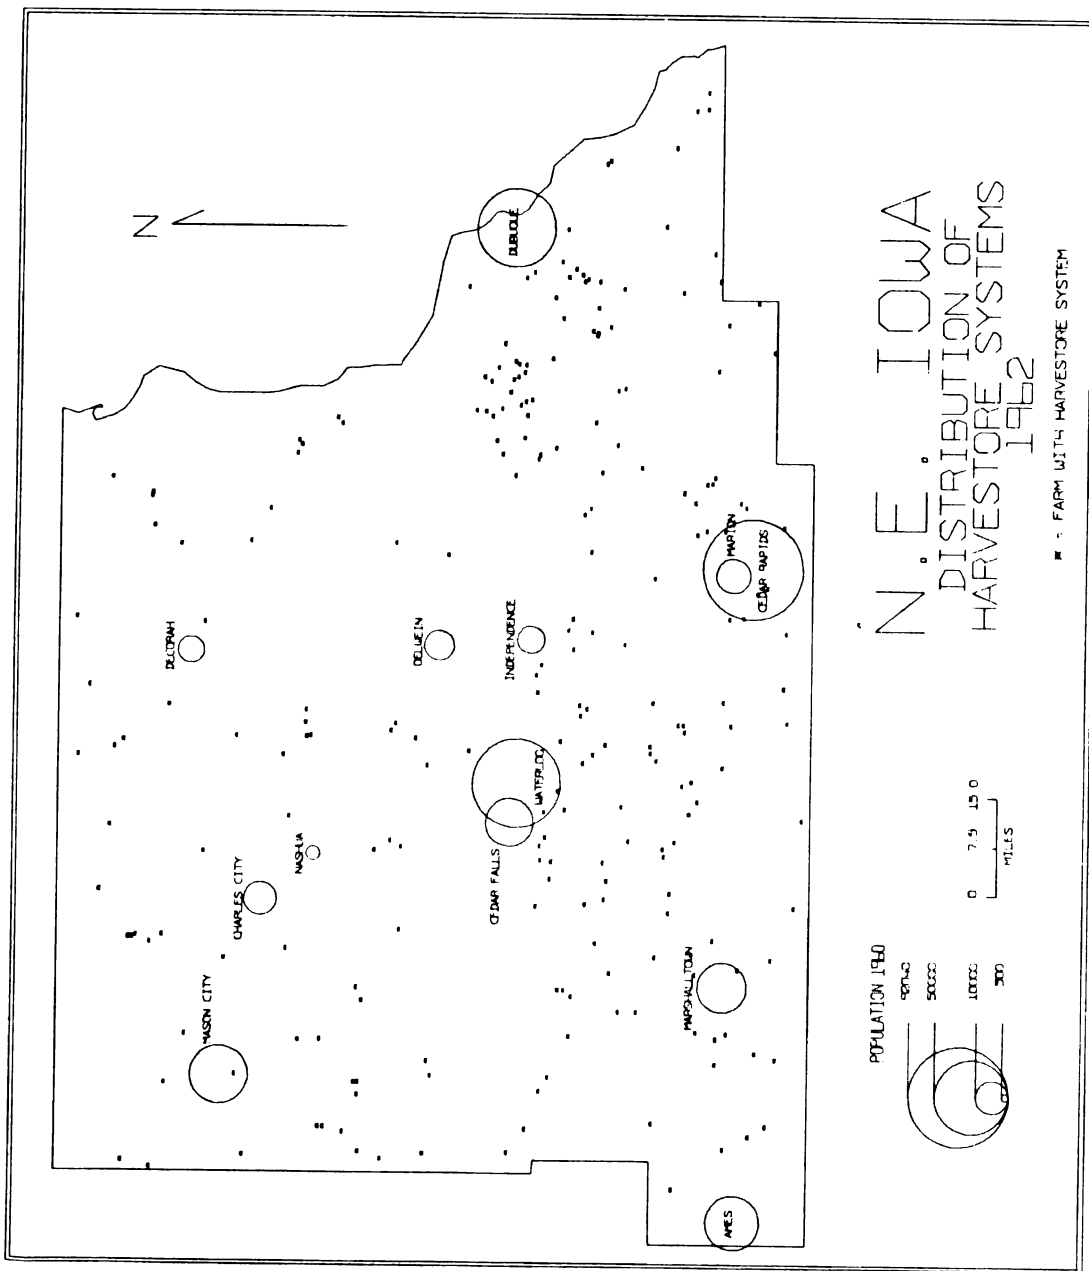 N
DUBUQUE
DECORAH
OELWEIN
INDEPENDENCE
MARION
CEDAR RAPIDS
WATERLOO
CEDAR FALLS
NASHUA
CHARLES CITY
MASON CITY
MARSHALLTOWN
AMES
N.E. IOWA
DISTRIBUTION OF
HARVESTORE SYSTEMS
1962
= FARM WITH HARVESTORE SYSTEM
POPULATION 1960
92040
50000
10000
500
0 7.5 15.0
MILES